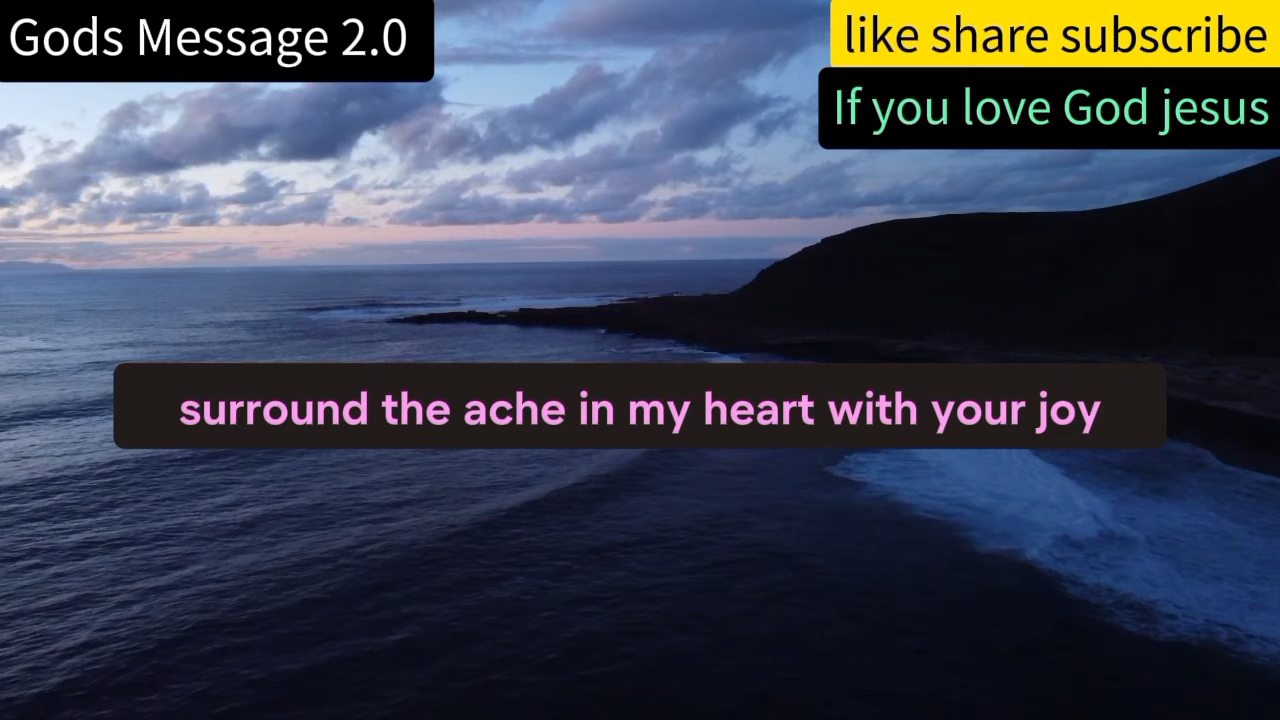 Gods Message 2.0
like share subscribe
If you love God jesus
surround the ache in my heart with your joy